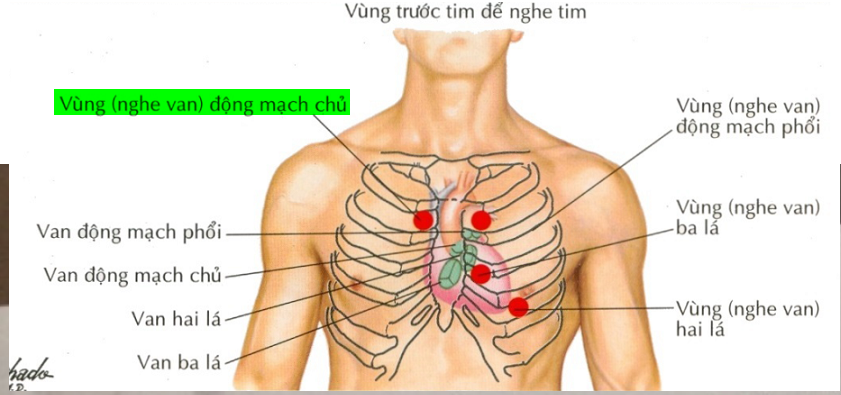 Vùng trước tim để nghe tim
Vùng (nghe van) động mạch chủ
Vùng (nghe van)
động mạch phổi
Van động mạch phổi
Vùng (nghe van)
ba lá
Van động mạch chủ
Van hai lá
Vùng (nghe van)
hai lá
Van ba lá